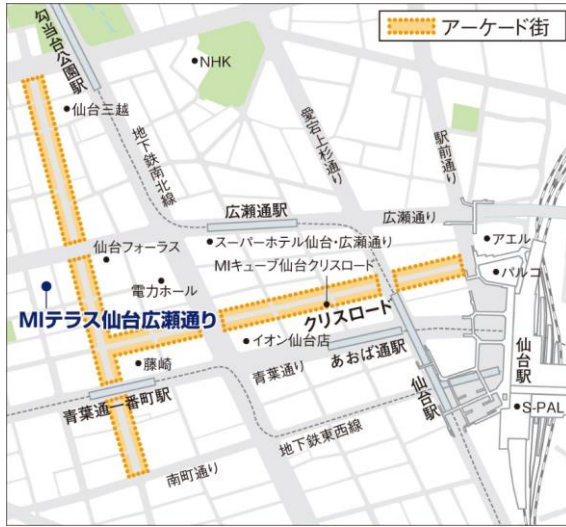 アーケード街
勾当台公園駅
NHK
仙台三越
地下鉄南北線
愛宕上杉通り
駅前通り
広瀬通駅
広瀬通り
アエル
仙台フォーラス
スーパーホテル仙台・広瀬通り
MIキューブ仙台クリスロード
パルコ
電力ホール
MIテラス仙台広瀬通り
クリスロード
イオン仙台店
あおば通駅
藤崎
青葉通り
仙台駅
仙台駅
青葉通一番町駅
S-PAL
地下鉄東西線
南町通り